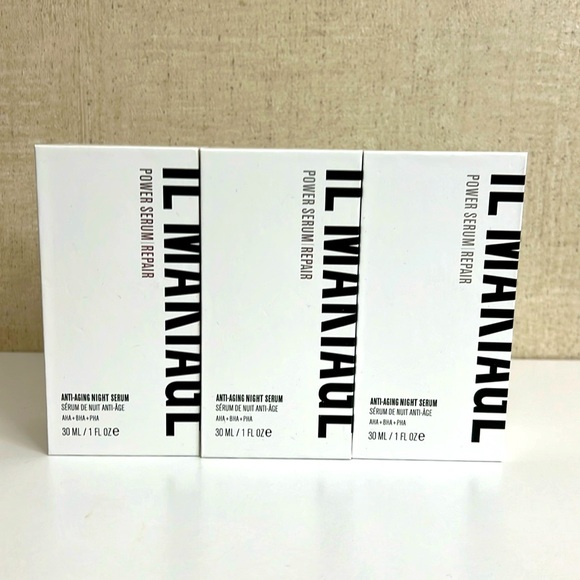 IL MAKIAGE
POWER SERUM REPAIR
ANTI-AGING NIGHT SERUM
SÉRUM DE NUIT ANTI-ÂGE
AHA + BHA + PHA
30 ML / 1 FL OZ e
IL MAKIAGE
POWER SERUM REPAIR
ANTI-AGING NIGHT SERUM
SÉRUM DE NUIT ANTI-ÂGE
AHA + BHA + PHA
30 ML / 1 FL OZ e
IL MAKIAGE
POWER SERUM REPAIR
ANTI-AGING NIGHT SERUM
SÉRUM DE NUIT ANTI-ÂGE
AHA + BHA + PHA
30 ML / 1 FL OZ e